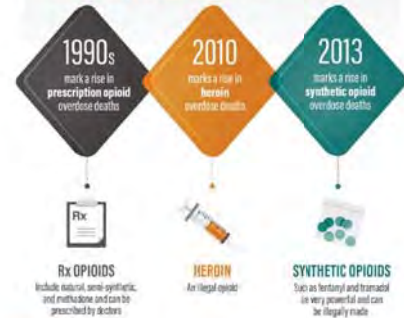 1990s
mark a rise in
prescription opioid
overdose deaths
2010
marks a rise in
heroin
overdose deaths
2013
marks a rise in
synthetic opioid
overdose deaths
Rx
Rx OPIOIDS
Include natural, semi-synthetic,
and methadone and can be
prescribed by doctors
HEROIN
An illegal opioid
SYNTHETIC OPIOIDS
Such as fentanyl and tramadol
are very powerful and can
be illegally made